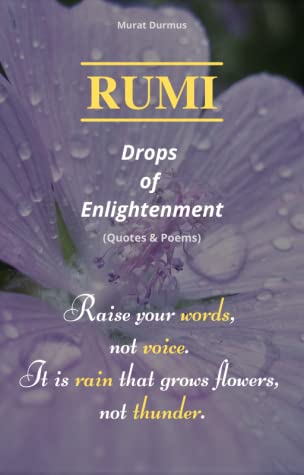 Murat Durmus
RUMI
Drops
of
Enlightenment
(Quotes & Poems)
Raise your words,
not voice.
It is rain that grows flowers,
not thunder.